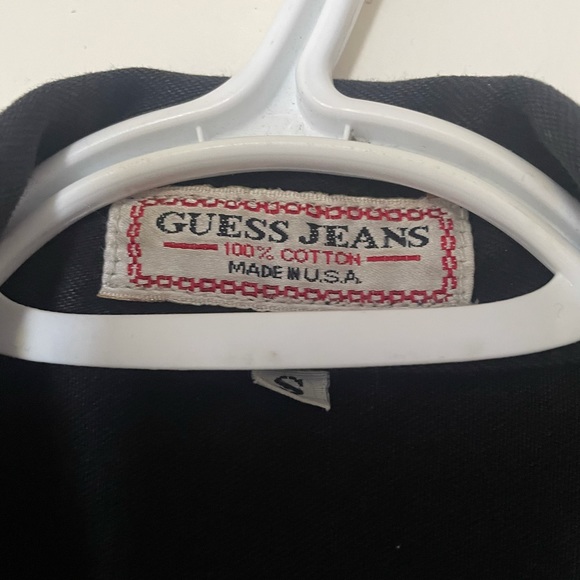 GUESS JEANS
100% COTTON
MADE IN U.S.A.
S